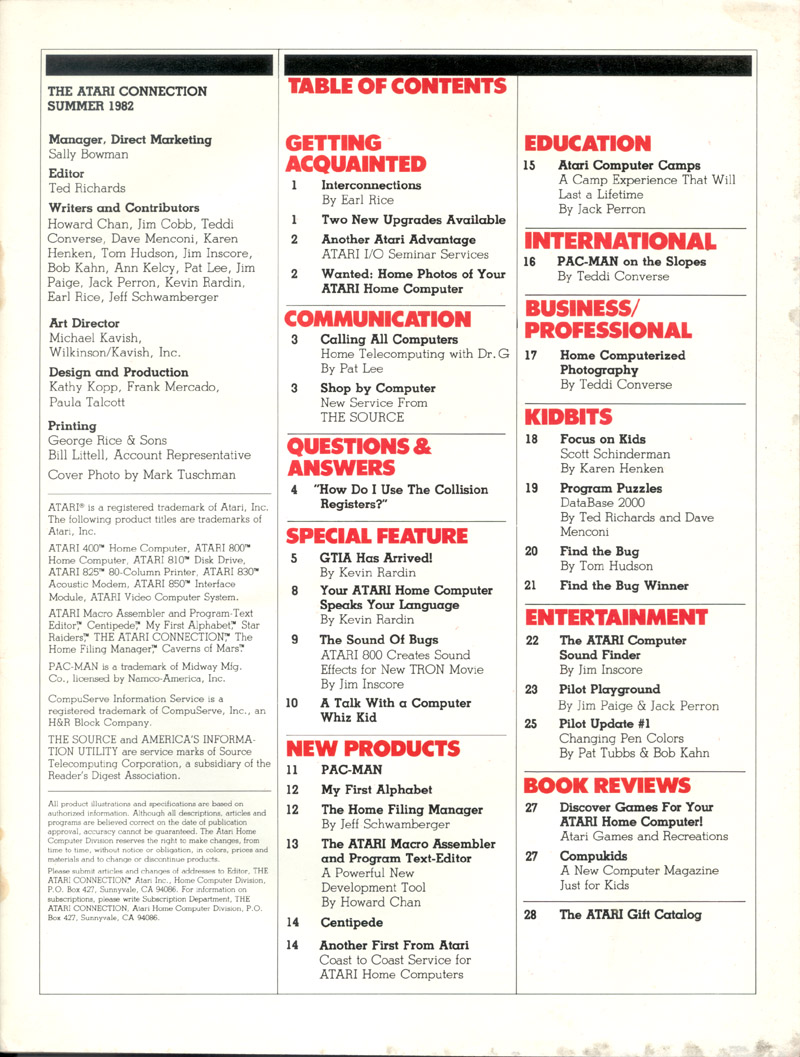 THE ATARI CONNECTION
SUMMER 1982
Manager, Direct Marketing
Sally Bowman
Editor
Ted Richards
Writers and Contributors
Howard Chan, Jim Cobb, Teddi
Converse, Dave Menconi, Karen
Henken, Tom Hudson, Jim Inscore,
Bob Kahn, Ann Kelcy, Pat Lee, Jim
Paige, Jack Perron, Kevin Rardin,
Earl Rice, Jeff Schwamberger
Art Director
Michael Kavish,
Wilkinson/Kavish, Inc.
Design and Production
Kathy Kopp, Frank Mercado,
Paula Talcott
Printing
George Rice & Sons
Bill Littell, Account Representative
Cover Photo by Mark Tuschman
ATARI® is a registered trademark of Atari, Inc.
The following product titles are trademarks of
Atari, Inc.
ATARI 400™ Home Computer, ATARI 800™
Home Computer, ATARI 810™ Disk Drive,
ATARI 825™ 80-Column Printer, ATARI 830™
Acoustic Modem, ATARI 850™ Interface
Module, ATARI Video Computer System.
ATARI Macro Assembler and Program-Text
Editor,™ Centipede,™ My First Alphabet,™ Star
Raiders,™ THE ATARI CONNECTION,™ The
Home Filing Manager,™ Caverns of Mars.™
PAC-MAN is a trademark of Midway Mfg.
Co., licensed by Namco-America, Inc.
CompuServe Information Service is a
registered trademark of CompuServe, Inc., an
H&R Block Company.
THE SOURCE and AMERICA'S INFORMA-
TION UTILITY are service marks of Source
Telecomputing Corporation, a subsidiary of the
Reader's Digest Association.
All product illustrations and specifications are based on
authorized information. Although all descriptions, articles and
programs are believed correct on the date of publication
approval, accuracy cannot be guaranteed. The Atari Home
Computer Division reserves the right to make changes, from
time to time, without notice or obligation, in colors, prices and
materials and to change or discontinue products.
Please submit articles and changes of addresses to Editor, THE
ATARI CONNECTION,™ Atari Inc., Home Computer Division,
P.O. Box 427, Sunnyvale, CA 94086. For information on
subscriptions, please write Subscription Department, THE
ATARI CONNECTION, Atari Home Computer Division, P.O.
Box 427, Sunnyvale, CA 94086.
TABLE OF CONTENTS
GETTING
ACQUAINTED
1 Interconnections
By Earl Rice
1 Two New Upgrades Available
2 Another Atari Advantage
ATARI I/O Seminar Services
2 Wanted: Home Photos of Your
ATARI Home Computer
COMMUNICATION
3 Calling All Computers
Home Telecomputing with Dr. G
By Pat Lee
3 Shop by Computer
New Service From
THE SOURCE
QUESTIONS &
ANSWERS
4 "How Do I Use The Collision
Registers?"
SPECIAL FEATURE
5 GTIA Has Arrived!
By Kevin Rardin
8 Your ATARI Home Computer
Speaks Your Language
By Kevin Rardin
9 The Sound Of Bugs
ATARI 800 Creates Sound
Effects for New TRON Movie
By Jim Inscore
10 A Talk With a Computer
Whiz Kid
NEW PRODUCTS
11 PAC-MAN
12 My First Alphabet
12 The Home Filing Manager
By Jeff Schwamberger
13 The ATARI Macro Assembler
and Program Text-Editor
A Powerful New
Development Tool
By Howard Chan
14 Centipede
14 Another First From Atari
Coast to Coast Service for
ATARI Home Computers
EDUCATION
15 Atari Computer Camps
A Camp Experience That Will
Last a Lifetime
By Jack Perron
INTERNATIONAL
16 PAC-MAN on the Slopes
By Teddi Converse
BUSINESS/
PROFESSIONAL
17 Home Computerized
Photography
By Teddi Converse
KIDBITS
18 Focus on Kids
Scott Schinderman
By Karen Henken
19 Program Puzzles
DataBase 2000
By Ted Richards and Dave
Menconi
20 Find the Bug
By Tom Hudson
21 Find the Bug Winner
ENTERTAINMENT
22 The ATARI Computer
Sound Finder
By Jim Inscore
23 Pilot Playground
By Jim Paige & Jack Perron
25 Pilot Update #1
Changing Pen Colors
By Pat Tubbs & Bob Kahn
BOOK REVIEWS
27 Discover Games For Your
ATARI Home Computer!
Atari Games and Recreations
27 Compukids
A New Computer Magazine
Just for Kids
28 The ATARI Gift Catalog